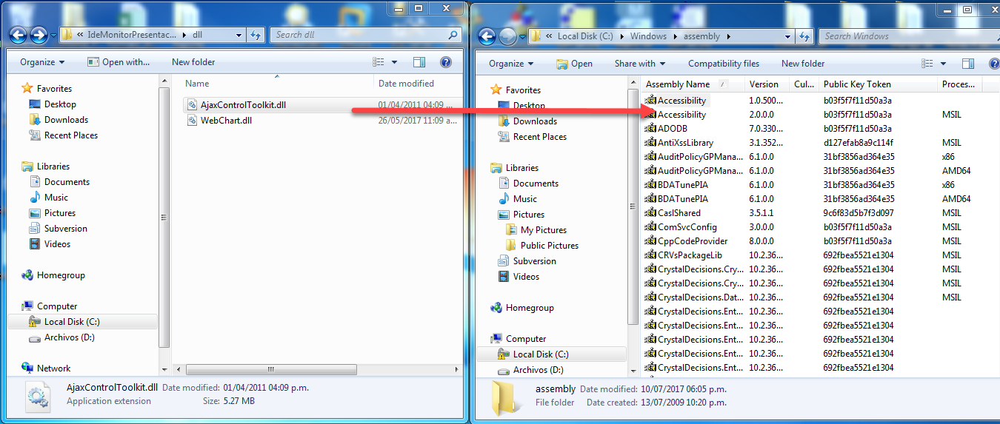 « IdeMonitorPresentac... ▸ dll
Search dll
Organize
Open with...
New folder
Favorites
Desktop
Downloads
Recent Places
Libraries
Documents
Music
Pictures
Subversion
Videos
Homegroup
Computer
Local Disk (C:)
Archivos (D:)
Network
Name Date modified
AjaxControlToolkit.dll 01/04/2011 04:09 ...
WebChart.dll 26/05/2017 11:09 a...
AjaxControlToolkit.dll Date modified: 01/04/2011 04:09 p.m.
Application extension Size: 5.27 MB
« Local Disk (C:) ▸ Windows ▸ assembly ▸
Search Windows
Organize
Open
Share with
Compatibility files
New folder
Favorites
Desktop
Downloads
Recent Places
Libraries
Documents
Music
Pictures
My Pictures
Public Pictures
Subversion
Videos
Homegroup
Computer
Local Disk (C:)
Archivos (D:)
Assembly Name Version Cul... Public Key Token Proces...
Accessibility 1.0.500... b03f5f7f11d50a3a
Accessibility 2.0.0.0 b03f5f7f11d50a3a MSIL
ADODB 7.0.330... b03f5f7f11d50a3a
AntiXssLibrary 3.1.352... d127efab8a9c114f MSIL
AuditPolicyGPMana... 6.1.0.0 31bf3856ad364e35 x86
AuditPolicyGPMana... 6.1.0.0 31bf3856ad364e35 AMD64
BDATunePIA 6.1.0.0 31bf3856ad364e35 x86
BDATunePIA 6.1.0.0 31bf3856ad364e35 AMD64
CaslShared 3.5.1.1 9c6f83d5b7f3d097 MSIL
ComSvcConfig 3.0.0.0 b03f5f7f11d50a3a MSIL
CppCodeProvider 8.0.0.0 b03f5f7f11d50a3a MSIL
CRVsPackageLib 10.2.36... 692fbea5521e1304 MSIL
CrystalDecisions.Cry... 10.2.36... 692fbea5521e1304 MSIL
CrystalDecisions.Cry... 10.2.36... 692fbea5521e1304 MSIL
CrystalDecisions.Dat... 10.2.36... 692fbea5521e1304 MSIL
CrystalDecisions.Ent... 10.2.36... 692fbea5521e1304
CrystalDecisions.Ent... 10.2.36... 692fbea5521e1304
CrystalDecisions.Ent... 10.2.36... 692fbea5521e1304
CrystalDecisions.Ent... 10.2.36... 692fbea5521e1304
CrystalDecisions.Ent... 10.2.36... 692fbea5521e1304
assembly Date modified: 10/07/2017 06:05 p.m.
File folder Date created: 13/07/2009 10:20 p.m.